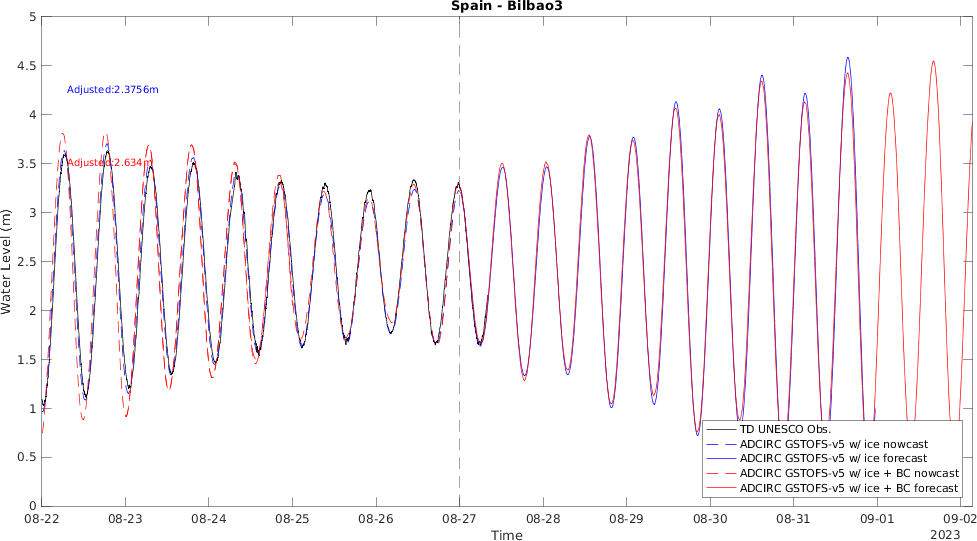 Spain - Bilbao3
Water Level (m)
5
4.5
4
3.5
3
2.5
2
1.5
1
0.5
0
Adjusted:2.3756m
Adjusted:2.634m
TD UNESCO Obs.
ADCIRC GSTOFS-v5 w/ ice nowcast
ADCIRC GSTOFS-v5 w/ ice forecast
ADCIRC GSTOFS-v5 w/ ice + BC nowcast
ADCIRC GSTOFS-v5 w/ ice + BC forecast
08-22 08-23 08-24 08-25 08-26 08-27 08-28 08-29 08-30 08-31 09-01 09-02
Time
2023